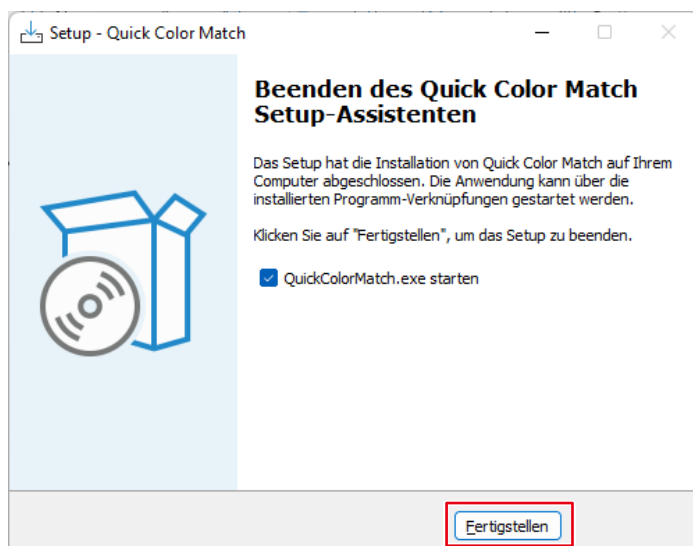 Setup - Quick Color Match
Beenden des Quick Color Match
Setup-Assistenten
Das Setup hat die Installation von Quick Color Match auf Ihrem
Computer abgeschlossen. Die Anwendung kann über die
installierten Programm-Verknüpfungen gestartet werden.
Klicken Sie auf "Fertigstellen", um das Setup zu beenden.
QuickColorMatch.exe starten
Fertigstellen